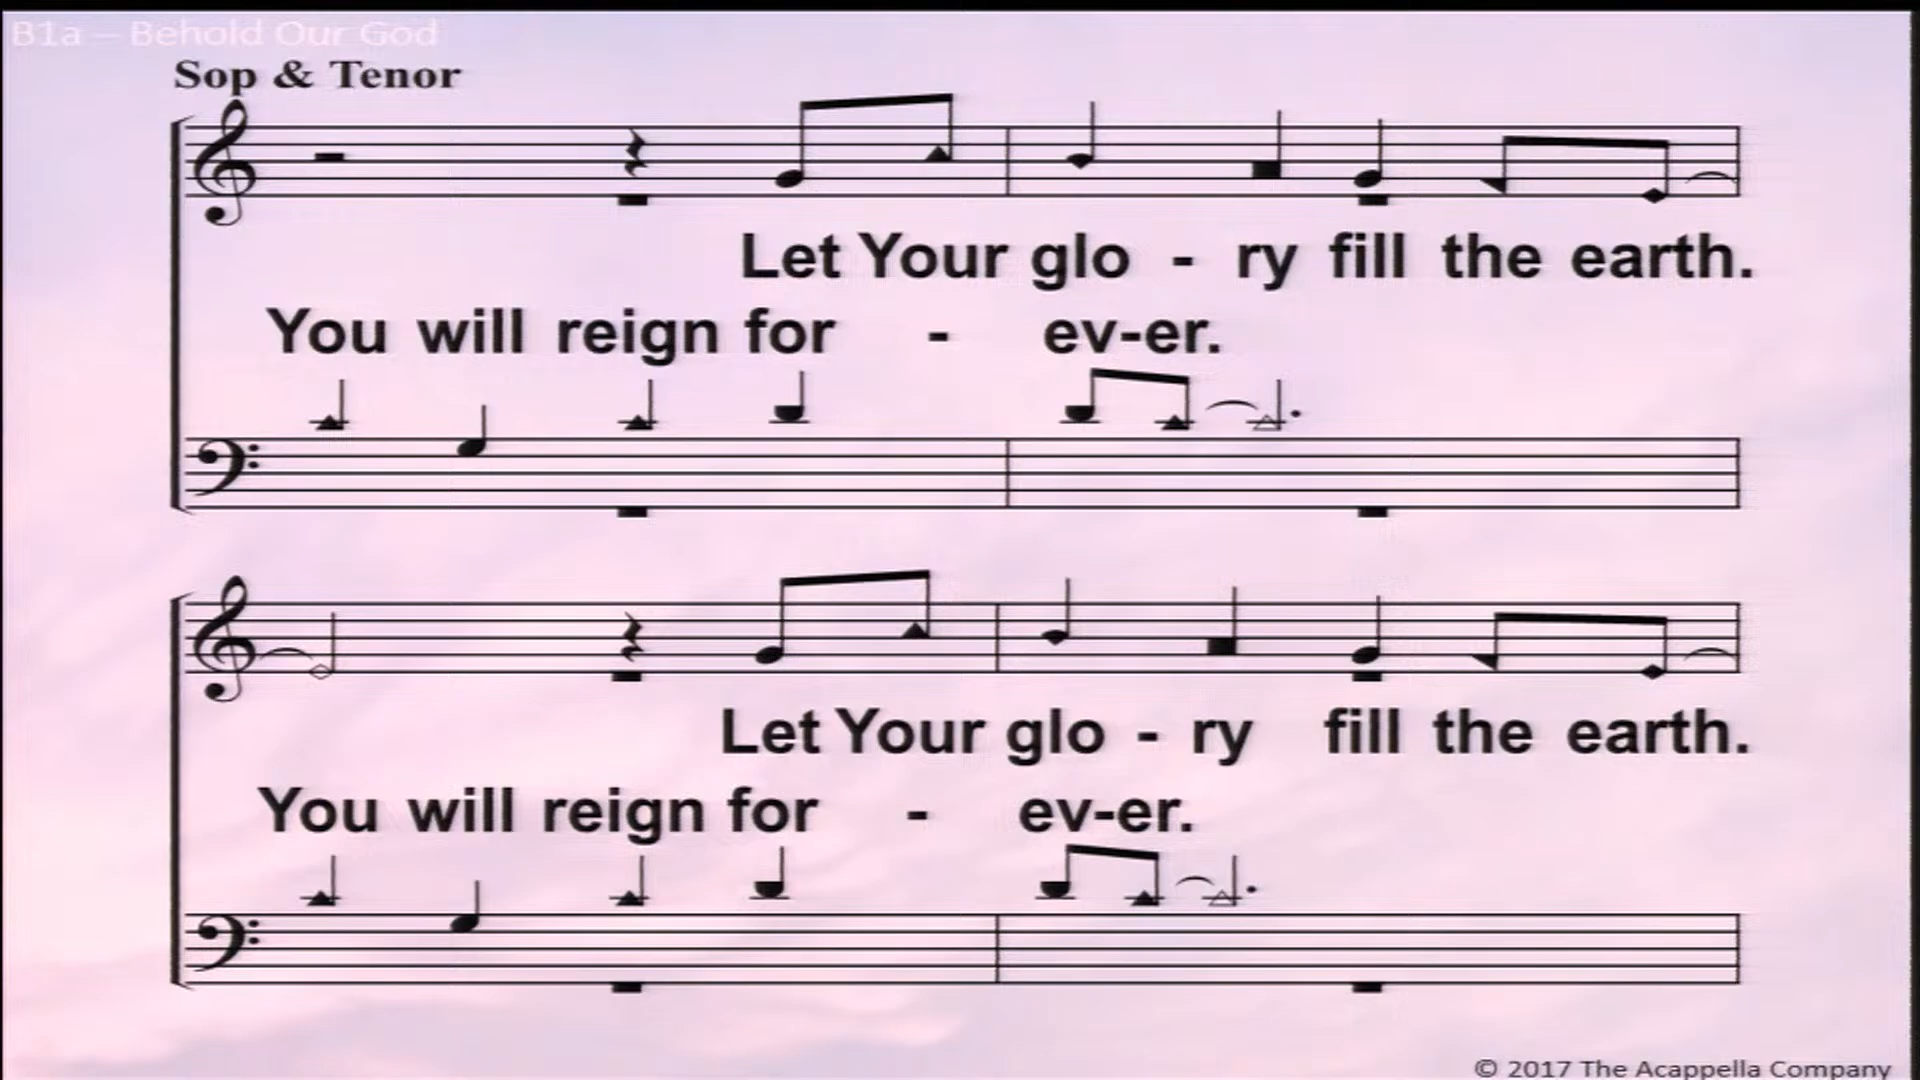 B1a – Behold Our God
Sop & Tenor
Let Your glo - ry fill the earth.
You will reign for - ev-er.
Let Your glo - ry fill the earth.
You will reign for - ev-er.
© 2017 The Acappella Company